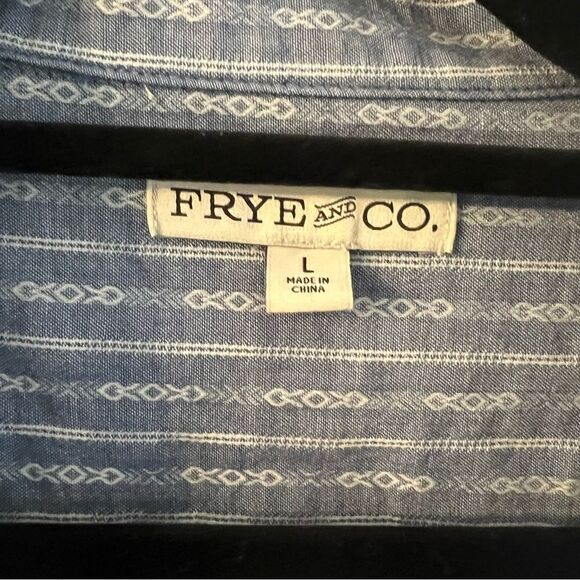 FRYE AND CO.
L
MADE IN
CHINA